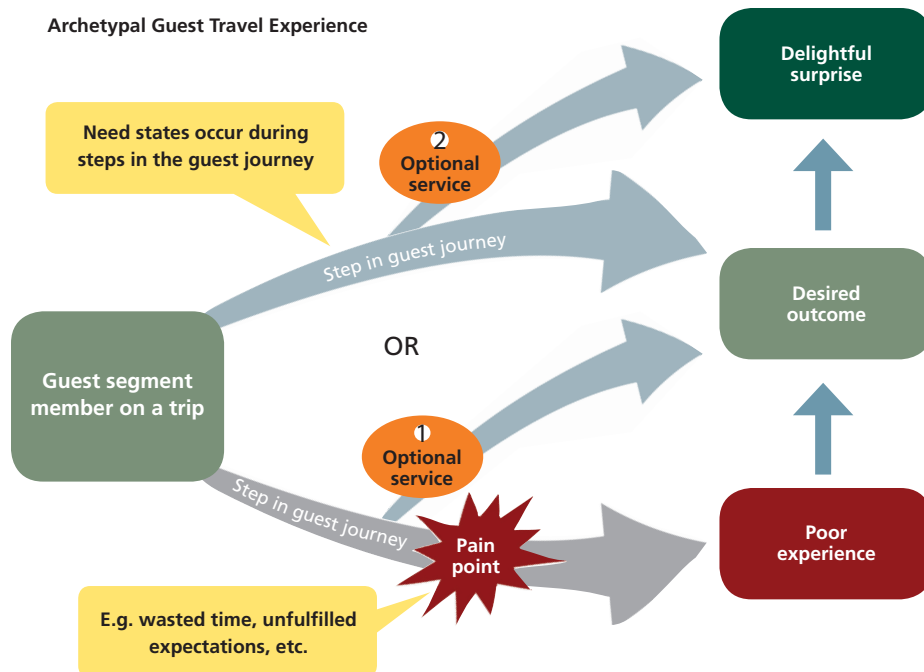 Archetypal Guest Travel Experience
Delightful
surprise
Need states occur during
steps in the guest journey
2
Optional
service
Step in guest journey
Desired
outcome
OR
Guest segment
member on a trip
1
Optional
service
Step in guest journey
Pain
point
Poor
experience
E.g. wasted time, unfulfilled
expectations, etc.